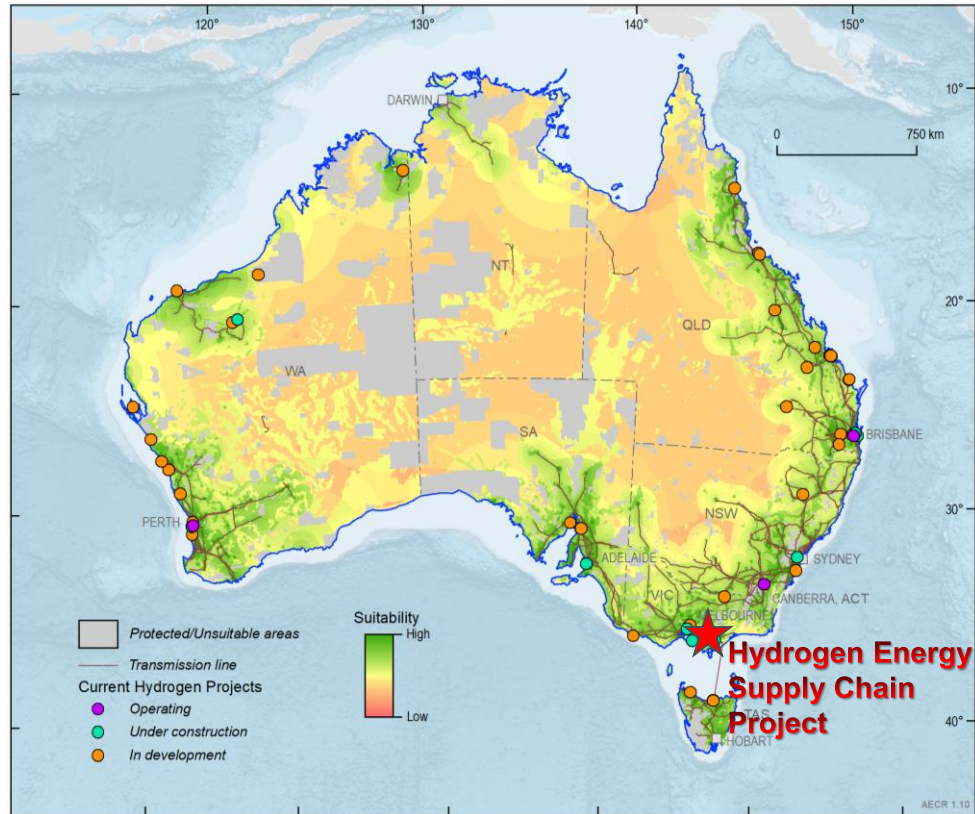 120°
130°
140°
150°
10°
20°
30°
40°
DARWIN
0
750 km
NT
QLD
WA
SA
BRISBANE
NSW
PERTH
ADELAIDE
SYDNEY
VIC
CANBERRA, ACT
MELBOURNE
Hydrogen Energy
Supply Chain
Project
TAS
HOBART
Protected/Unsuitable areas
Transmission line
Current Hydrogen Projects
Operating
Under construction
In development
Suitability
High
Low
AECR 1.10